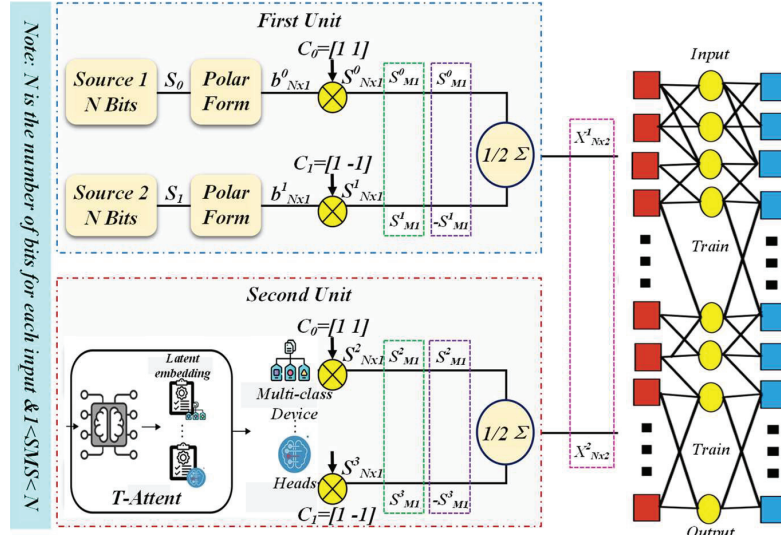 Note: N is the number of bits for each input &1<SMS<N
First Unit
C0=[1 1]
Source 1
N Bits
S0
Polar
Form
b⁰Nx1
S⁰Nx1
S⁰M1
S⁰M1
C1=[1 -1]
Source 2
N Bits
S1
Polar
Form
b¹Nx1
S¹Nx1
S¹M1
-S¹M1
1/2 Σ
X¹Nx2
Second Unit
C0=[1 1]
Latent
embedding
T-Attent
Multi-class
Device
Heads
S²Nx1
S²M1
S²M1
S³Nx1
C1=[1 -1]
S³M1
-S³M1
1/2 Σ
X²Nx2
Input
Train
Train
Output